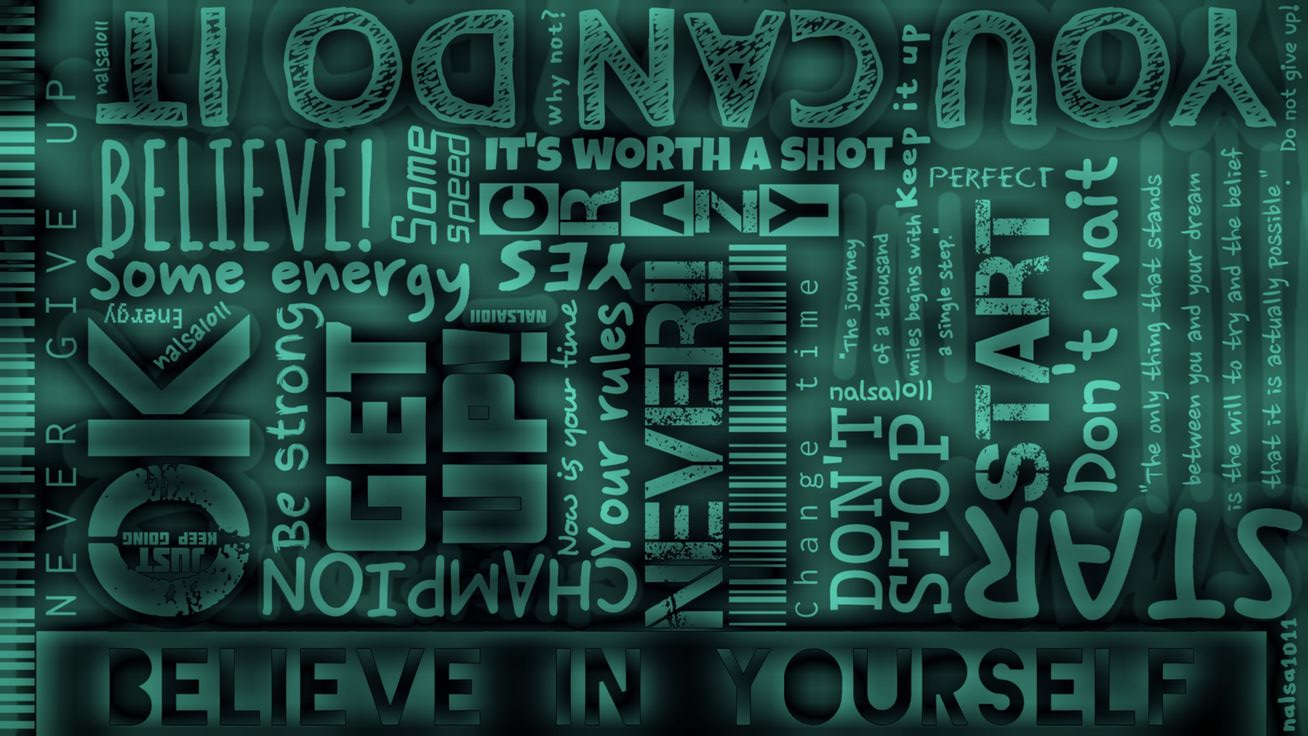 YOU CAN DO IT
nalsa1011
why not?
Keep it up
Do not give up!
NEVER GIVE UP
BELIEVE!
Some
speed
IT'S WORTH A SHOT
CRAZY
PERFECT
YES
Some energy
Energy
nalsa1011
OK
JUST
KEEP GOING
Be strong
GET
UP!
NALSA1011
Now is your time
Your rules
CHAMPION
NEVER!!
Change time
"The journey
of a thousand
miles begins with
a single step."
nalsa1011
DON'T
STOP
START
Don't wait
"The only thing that stands
between you and your dream
is the will to try and the belief
that it is actually possible"
START
BELIEVE IN YOURSELF
nalsa1011